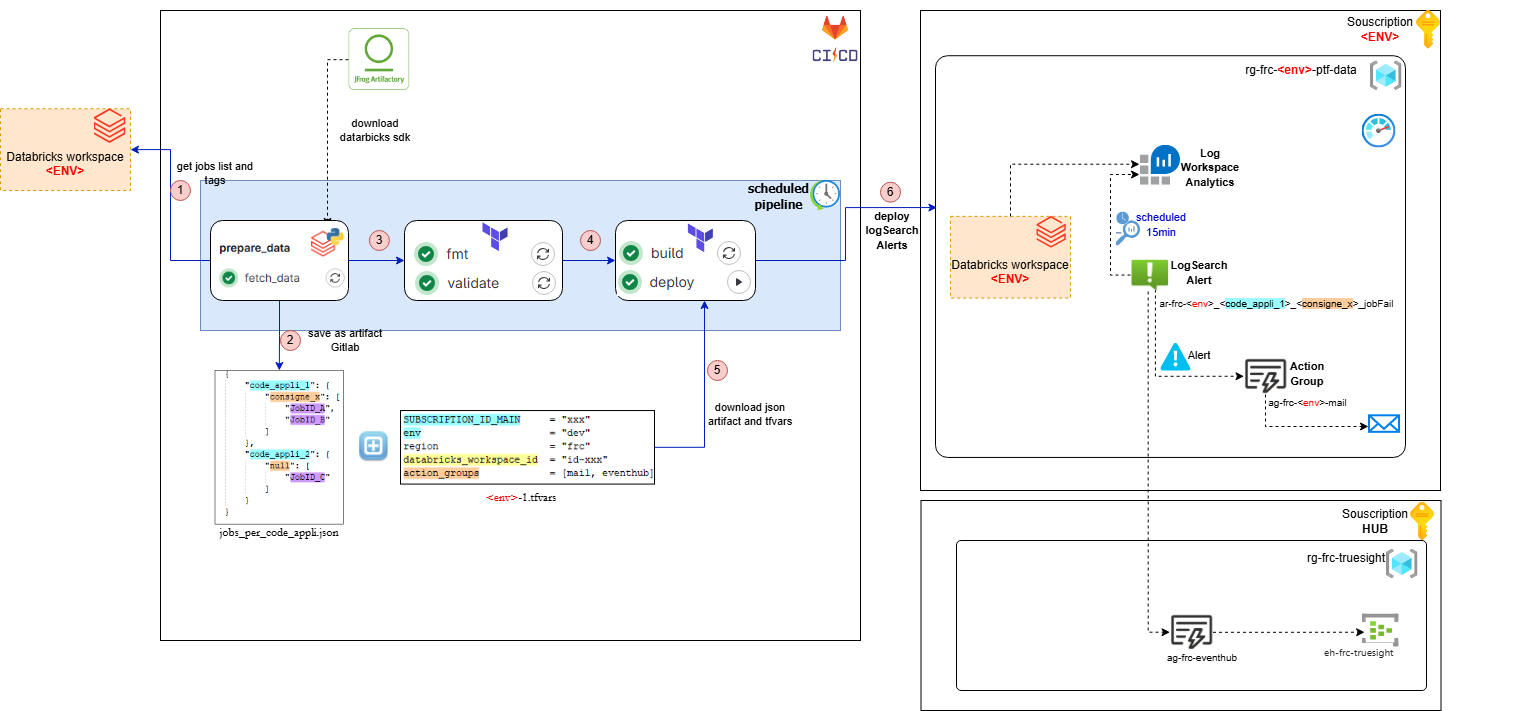 JFrog Artifactory
CI/CD
download
datarbicks sdk
Databricks workspace
<ENV>
get jobs list and
tags
1
scheduled
pipeline
prepare_data
fetch_data
3
fmt
validate
4
build
deploy
6
deploy
logSearch
Alerts
2
save as artifact
Gitlab
{
"code_appli_1": {
"consigne_x": [
"JobID_A",
"JobID_B"
]
},
"code_appli_2": {
"null": [
"JobID_C"
]
}
}
jobs_per_code_appli.json
SUBSCRIPTION_ID_MAIN = "xxx"
env = "dev"
region = "frc"
databricks_workspace_id = "id-xxx"
action_groups = [mail, eventhub]
<env>-1.tfvars
5
download json
artifact and tfvars
Souscription
<ENV>
rg-frc-<env>-ptf-data
Log
Workspace
Analytics
scheduled
15min
Databricks workspace
<ENV>
LogSearch
Alert
ar-frc-<env>_<code_appli_1>_<consigne_x>_jobFail
Alert
Action
Group
ag-frc-<env>-mail
Souscription
HUB
rg-frc-truesight
ag-frc-eventhub
eh-frc-truesight